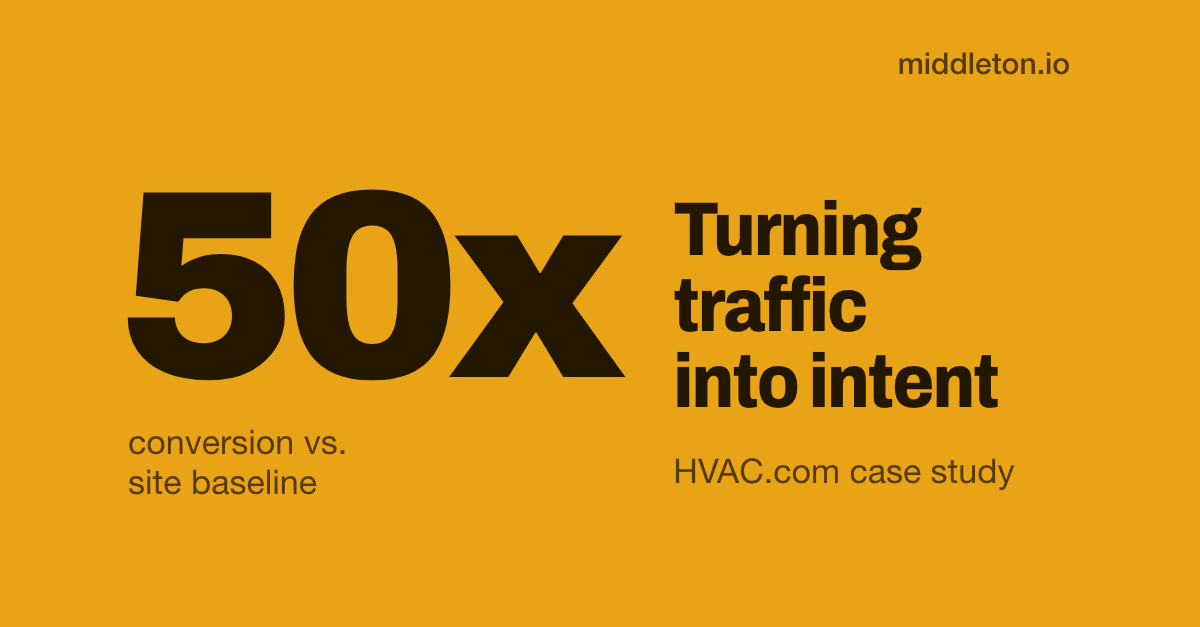 middleton.io
50x
conversion vs.
site baseline
Turning
traffic
into intent
HVAC.com case study